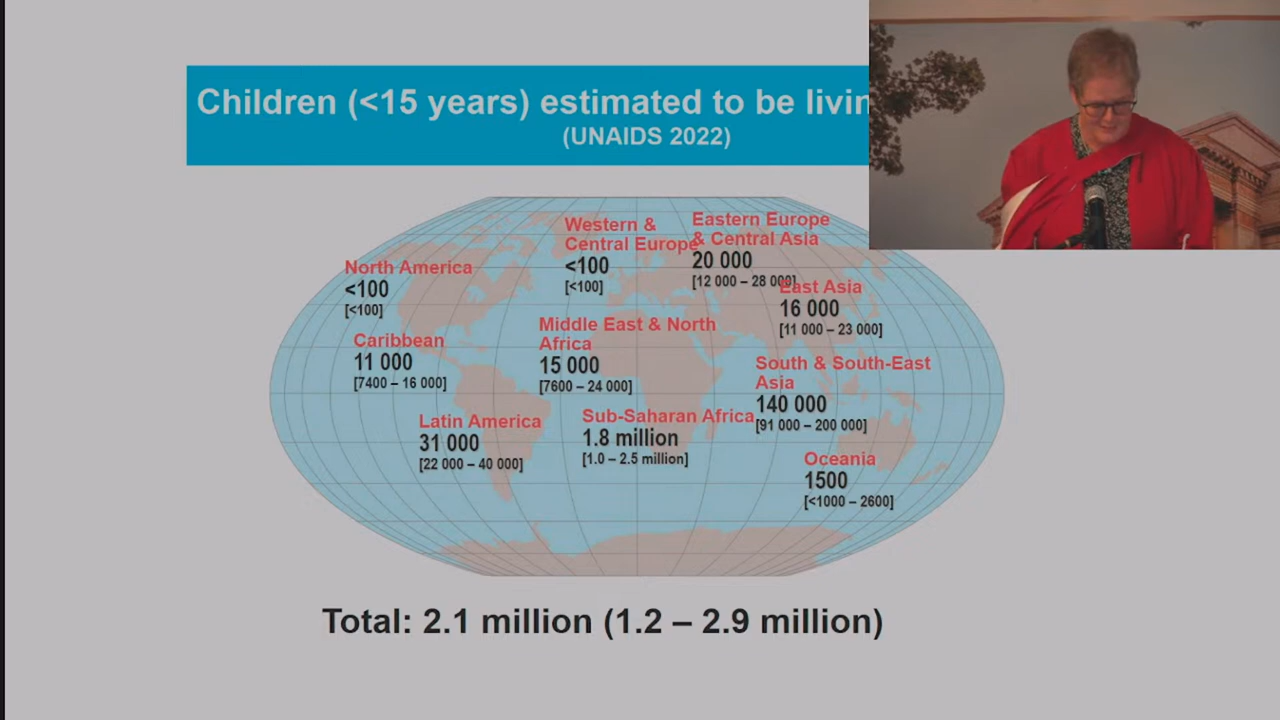 Children (<15 years) estimated to be
(UNAIDS 2022)
Western &
Central Europe
<100
[<100]
Eastern Europe
& Central Asia
20 000
[12 000 – 28 000]
North America
<100
[<100]
East Asia
16 000
[11 000 – 23 000]
Caribbean
11 000
[7400 – 16 000]
Middle East & North
Africa
15 000
[7600 – 24 000]
South & South-East
Asia
140 000
[91 000 – 200 000]
Latin America
31 000
[22 000 – 40 000]
Sub-Saharan Africa
1.8 million
[1.0 – 2.5 million]
Oceania
1500
[<1000 – 2600]
Total: 2.1 million (1.2 – 2.9 million)